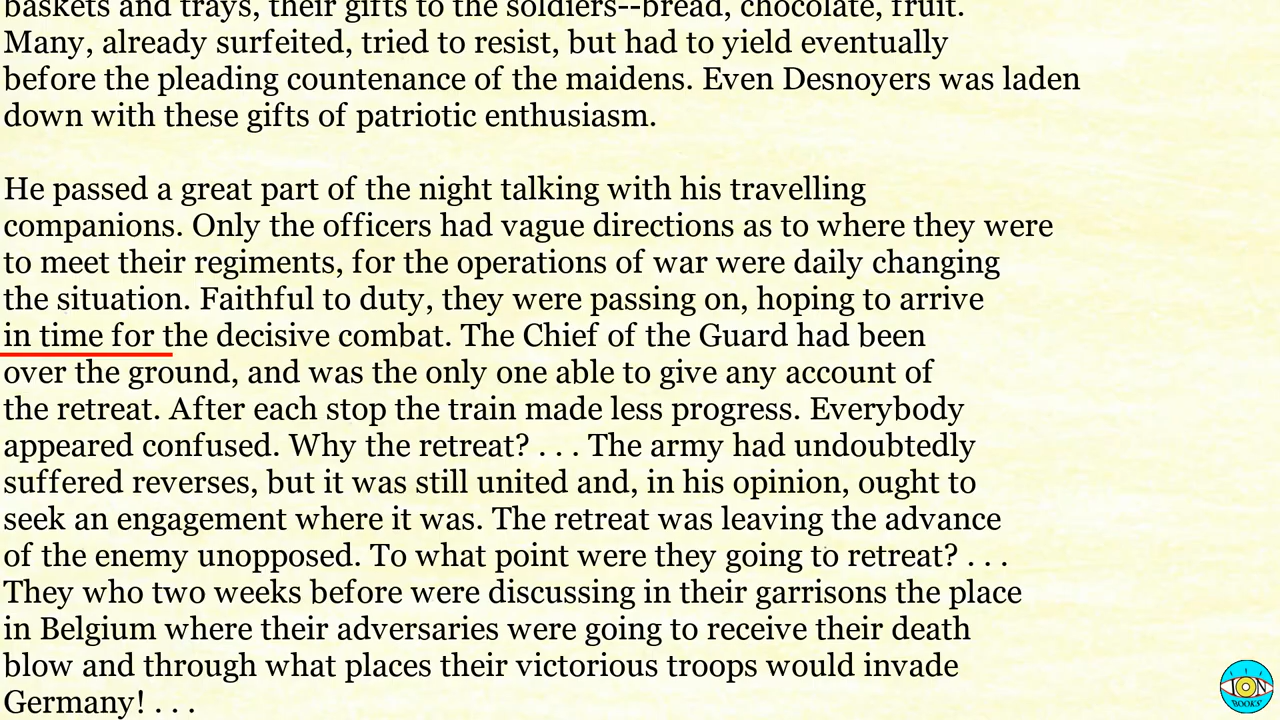 baskets and trays, their gifts to the soldiers--bread, chocolate, fruit.
Many, already surfeited, tried to resist, but had to yield eventually
before the pleading countenance of the maidens. Even Desnoyers was laden
down with these gifts of patriotic enthusiasm.
He passed a great part of the night talking with his travelling
companions. Only the officers had vague directions as to where they were
to meet their regiments, for the operations of war were daily changing
the situation. Faithful to duty, they were passing on, hoping to arrive
in time for the decisive combat. The Chief of the Guard had been
over the ground, and was the only one able to give any account of
the retreat. After each stop the train made less progress. Everybody
appeared confused. Why the retreat? . . . The army had undoubtedly
suffered reverses, but it was still united and, in his opinion, ought to
seek an engagement where it was. The retreat was leaving the advance
of the enemy unopposed. To what point were they going to retreat? . . .
They who two weeks before were discussing in their garrisons the place
in Belgium where their adversaries were going to receive their death
blow and through what places their victorious troops would invade
Germany! . . .
ION
BOOKS